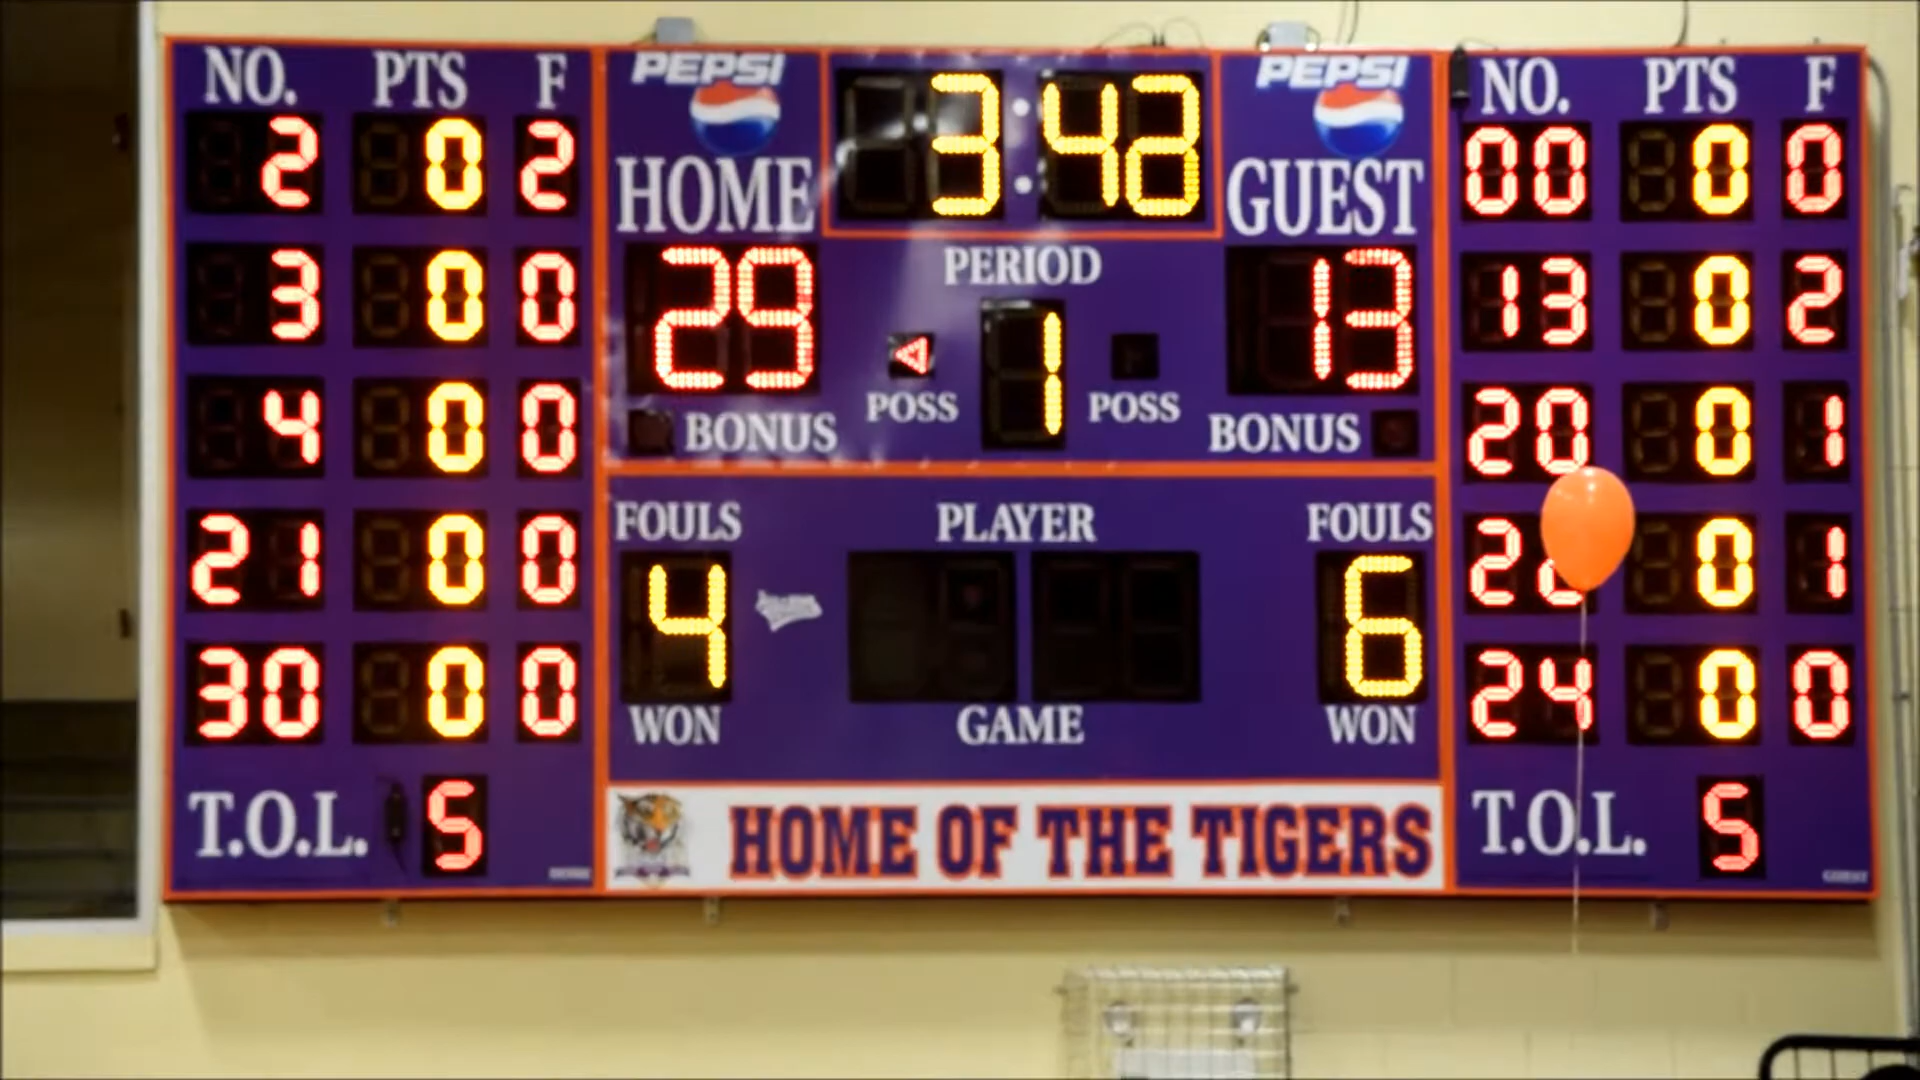 NO. PTS F
2 0 2
3 0 0
4 0 0
21 0 0
30 0 0
T.O.L. 5
PEPSI
HOME
29
BONUS
3:42
PERIOD
1
POSS POSS
PEPSI
GUEST
13
BONUS
FOULS PLAYER FOULS
4 6
WON GAME WON
HOME OF THE TIGERS
NO. PTS F
00 0 0
13 0 2
20 0 1
0 1
24 0 0
T.O.L. 5